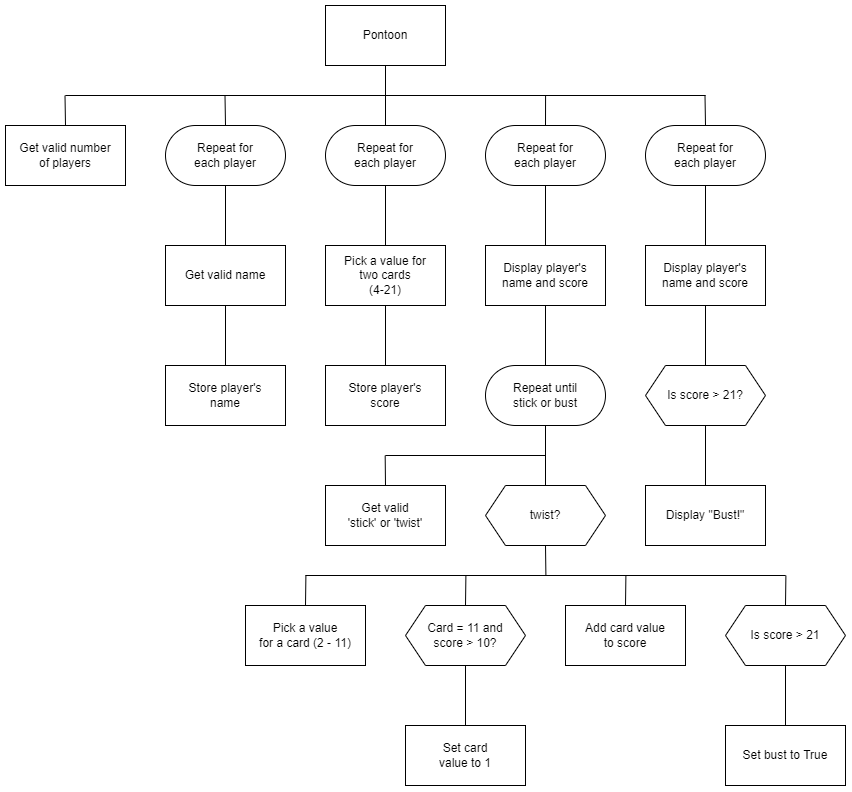 Pontoon
Get valid number
of players
Repeat for
each player
Repeat for
each player
Repeat for
each player
Repeat for
each player
Get valid name
Pick a value for
two cards
(4-21)
Display player's
name and score
Display player's
name and score
Store player's
name
Store player's
score
Repeat until
stick or bust
Is score > 21?
Get valid
'stick' or 'twist'
twist?
Display "Bust!"
Pick a value
for a card (2 - 11)
Card = 11 and
score > 10?
Add card value
to score
Is score > 21
Set card
value to 1
Set bust to True